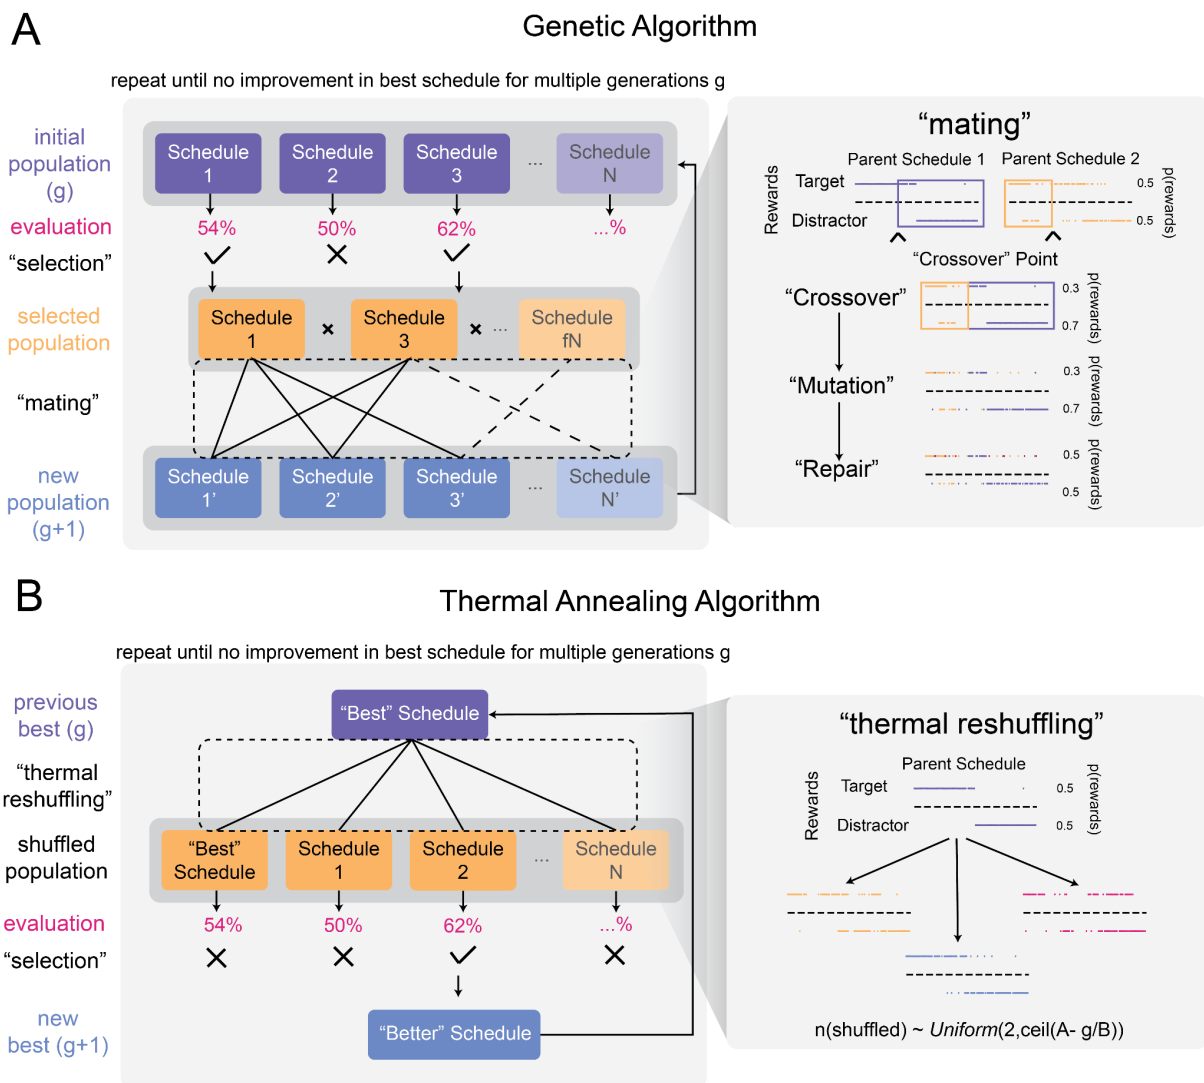 A
Genetic Algorithm
repeat until no improvement in best schedule for multiple generations g
initial
population
(g)
Schedule
1
Schedule
2
Schedule
3
...
Schedule
N
evaluation
54%
50%
62%
...%
"selection"
selected
population
Schedule
1
×
Schedule
3
×
...
Schedule
fN
"mating"
new
population
(g+1)
Schedule
1'
Schedule
2'
Schedule
3'
...
Schedule
N'
"mating"
Parent Schedule 1
Parent Schedule 2
Rewards
Target
Distractor
0.5
0.5
p(rewards)
"Crossover" Point
"Crossover"
0.3
0.7
p(rewards)
"Mutation"
0.3
0.7
p(rewards)
"Repair"
0.5
0.5
p(rewards)
B
Thermal Annealing Algorithm
repeat until no improvement in best schedule for multiple generations g
previous
best (g)
"Best" Schedule
"thermal
reshuffling"
shuffled
population
"Best"
Schedule
Schedule
1
Schedule
2
...
Schedule
N
evaluation
54%
50%
62%
...%
"selection"
new
best (g+1)
"Better" Schedule
"thermal reshuffling"
Parent Schedule
Rewards
Target
Distractor
0.5
0.5
p(rewards)
n(shuffled) ~ Uniform(2,ceil(A- g/B))